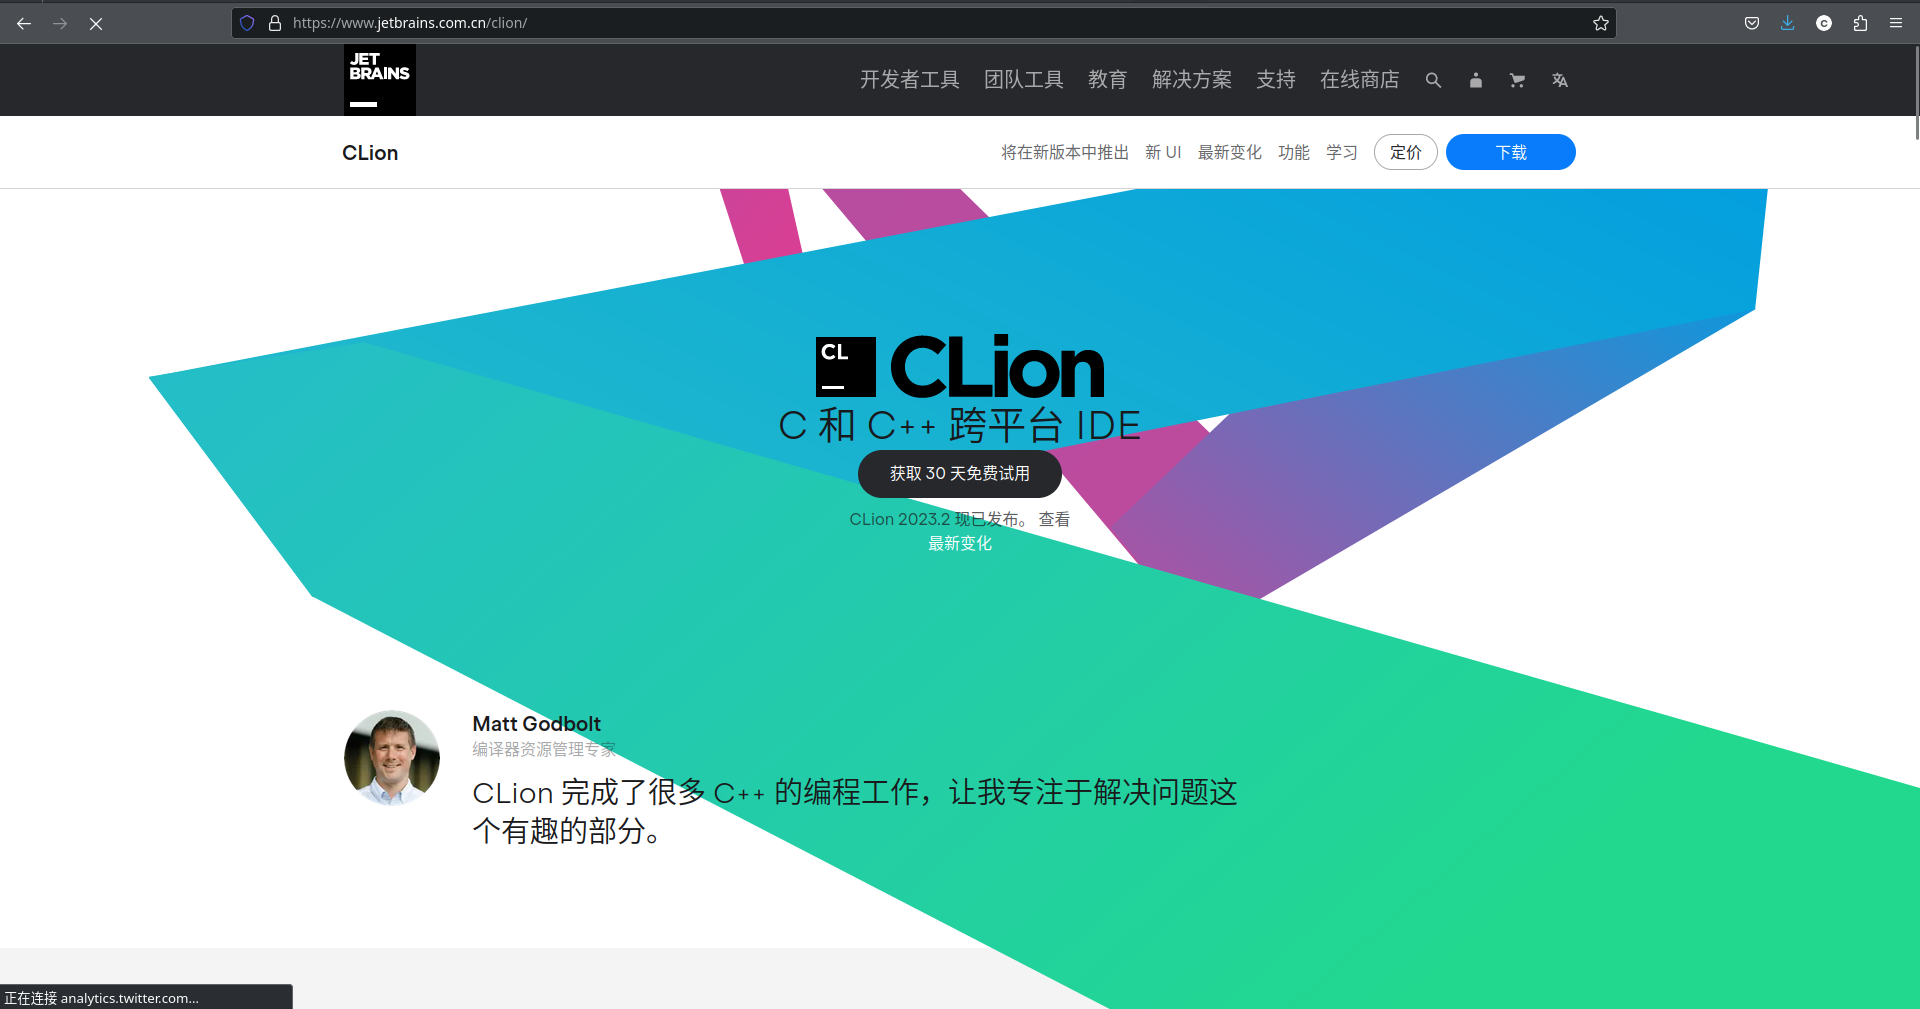 https://www.jetbrains.com.cn/clion/
JET
BRAINS
开发者工具 团队工具 教育 解决方案 支持 在线商店
CLion
将在新版本中推出 新 UI 最新变化 功能 学习 定价 下载
CL
CLion
C 和 C++ 跨平台 IDE
获取 30 天免费试用
CLion 2023.2 现已发布。 查看
最新变化
Matt Godbolt
编译器资源管理专家
CLion 完成了很多 C++ 的编程工作，让我专注于解决问题这
个有趣的部分。
正在连接 analytics.twitter.com...